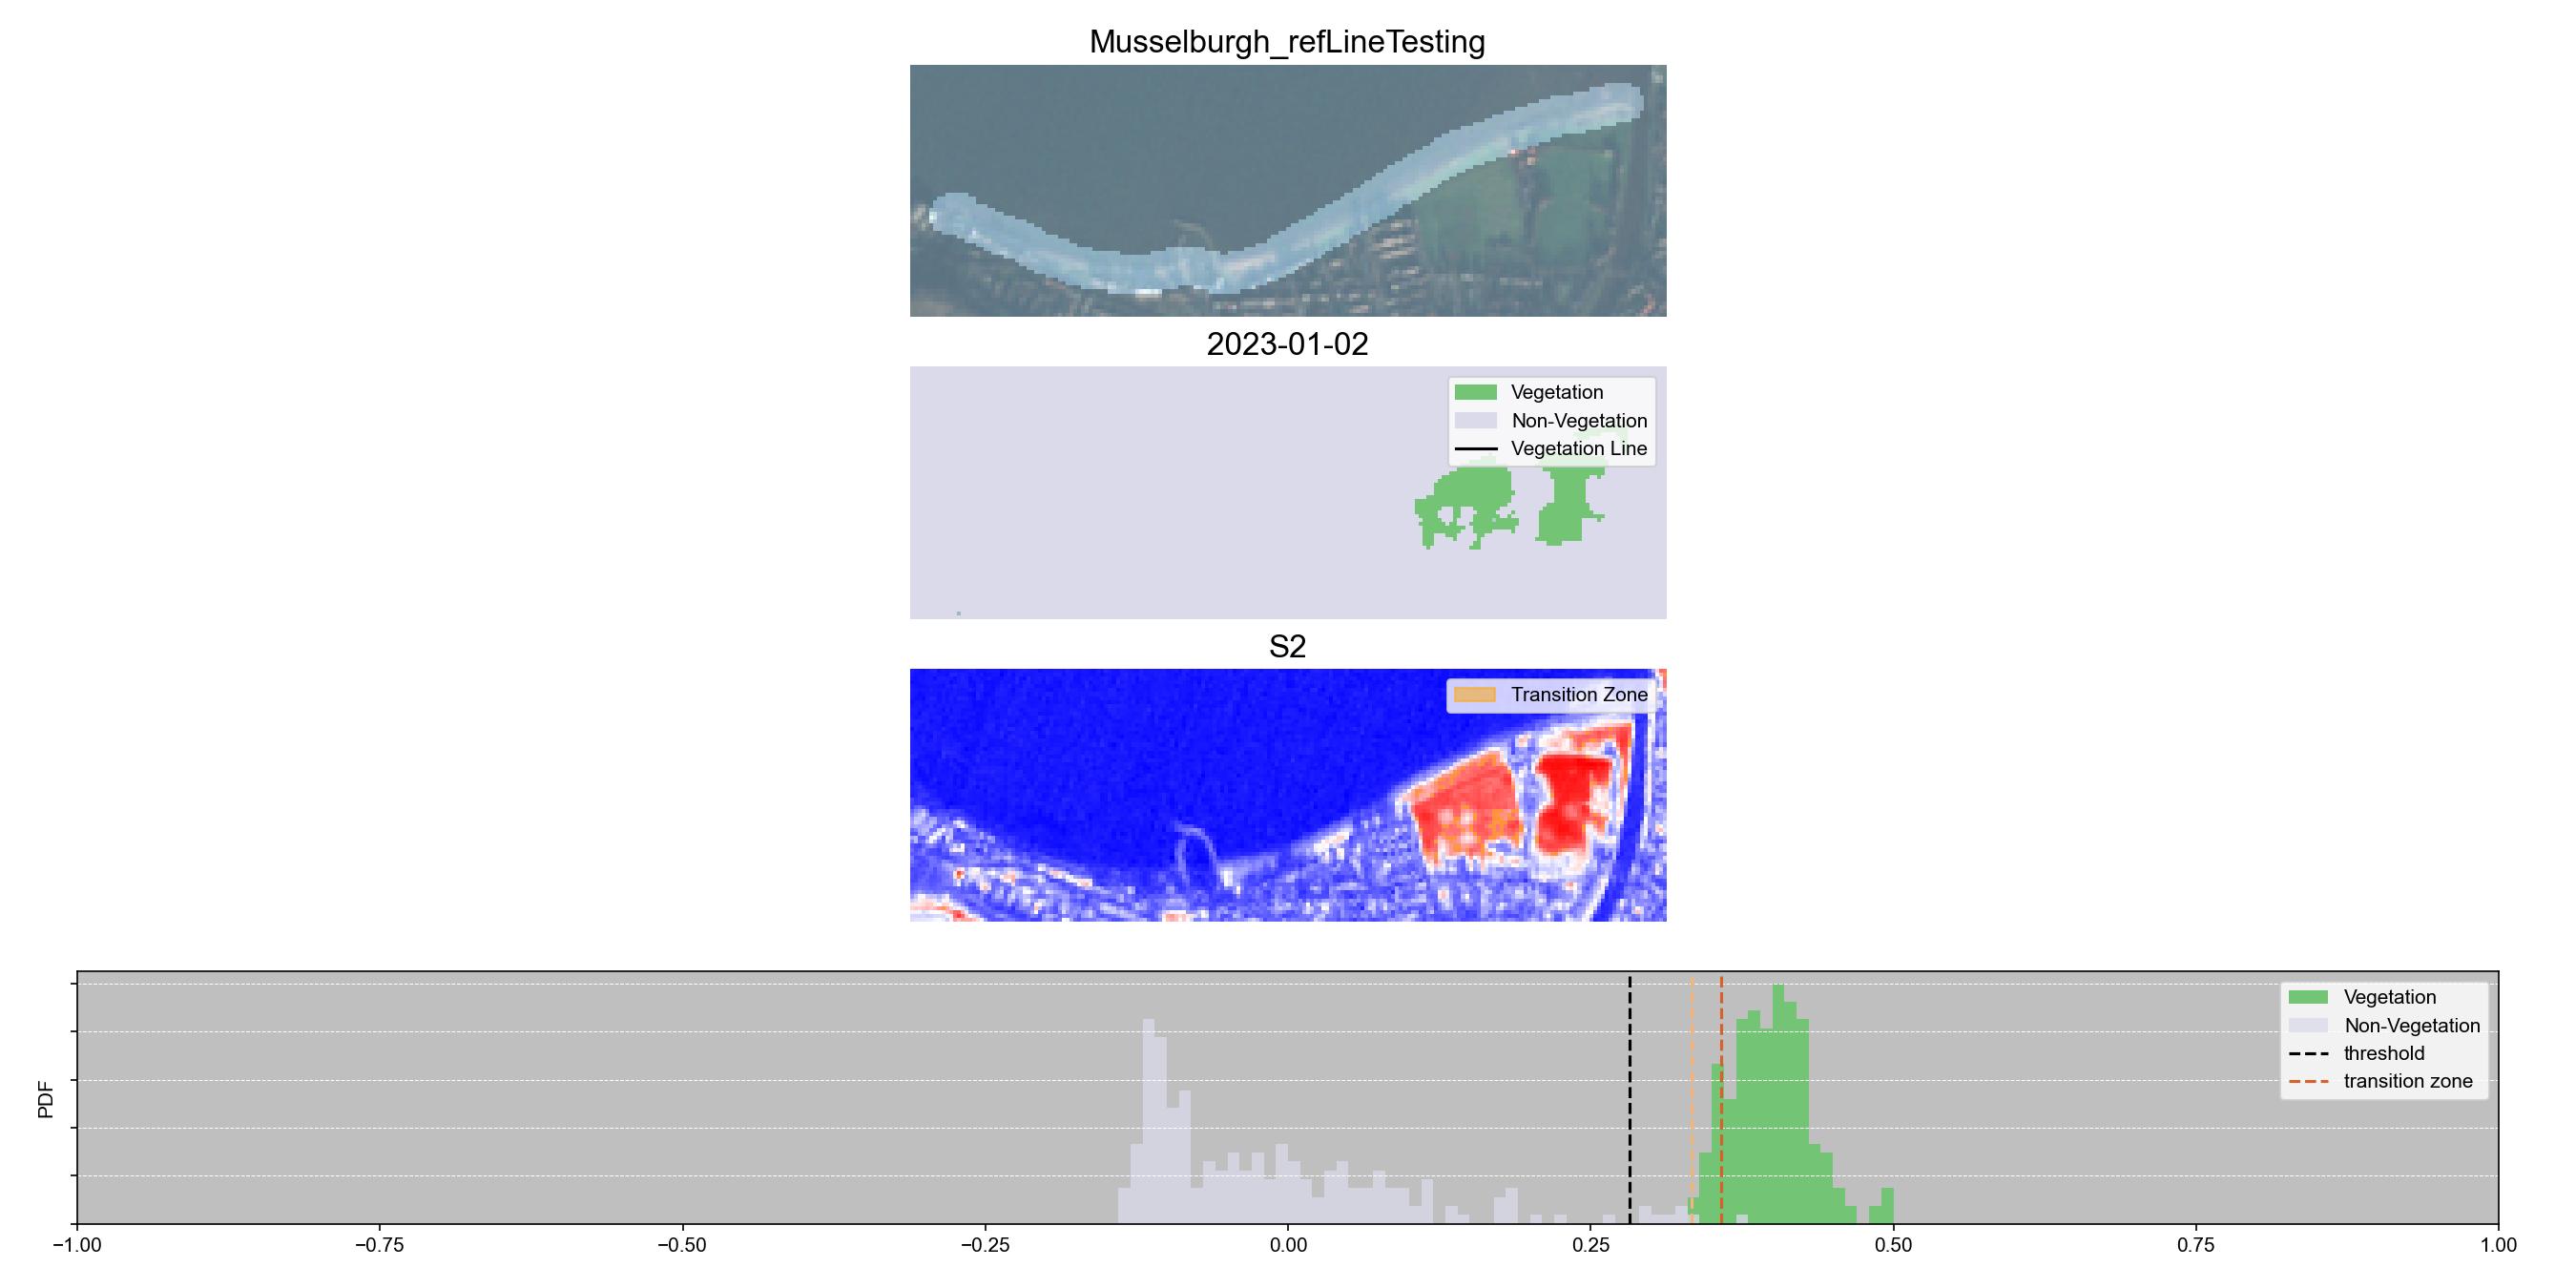 Musselburgh_refLineTesting
2023-01-02
Vegetation
Non-Vegetation
Vegetation Line
S2
Transition Zone
PDF
Vegetation
Non-Vegetation
threshold
transition zone
−1.00 −0.75 −0.50 −0.25 0.00 0.25 0.50 0.75 1.00